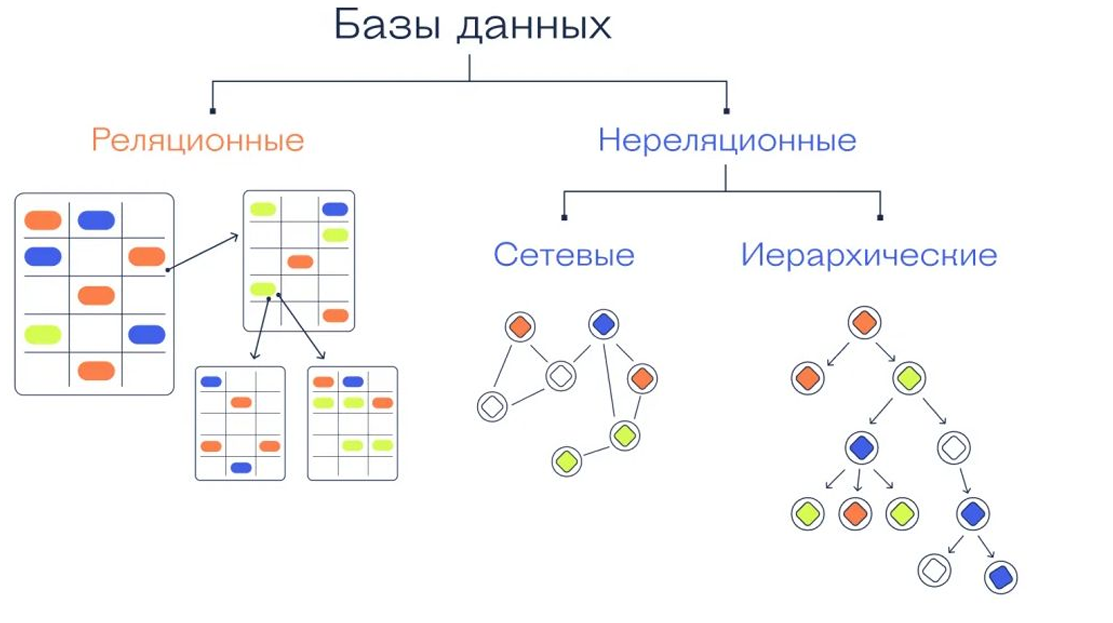 Базы данных
Реляционные
Нереляционные
Сетевые
Иерархические